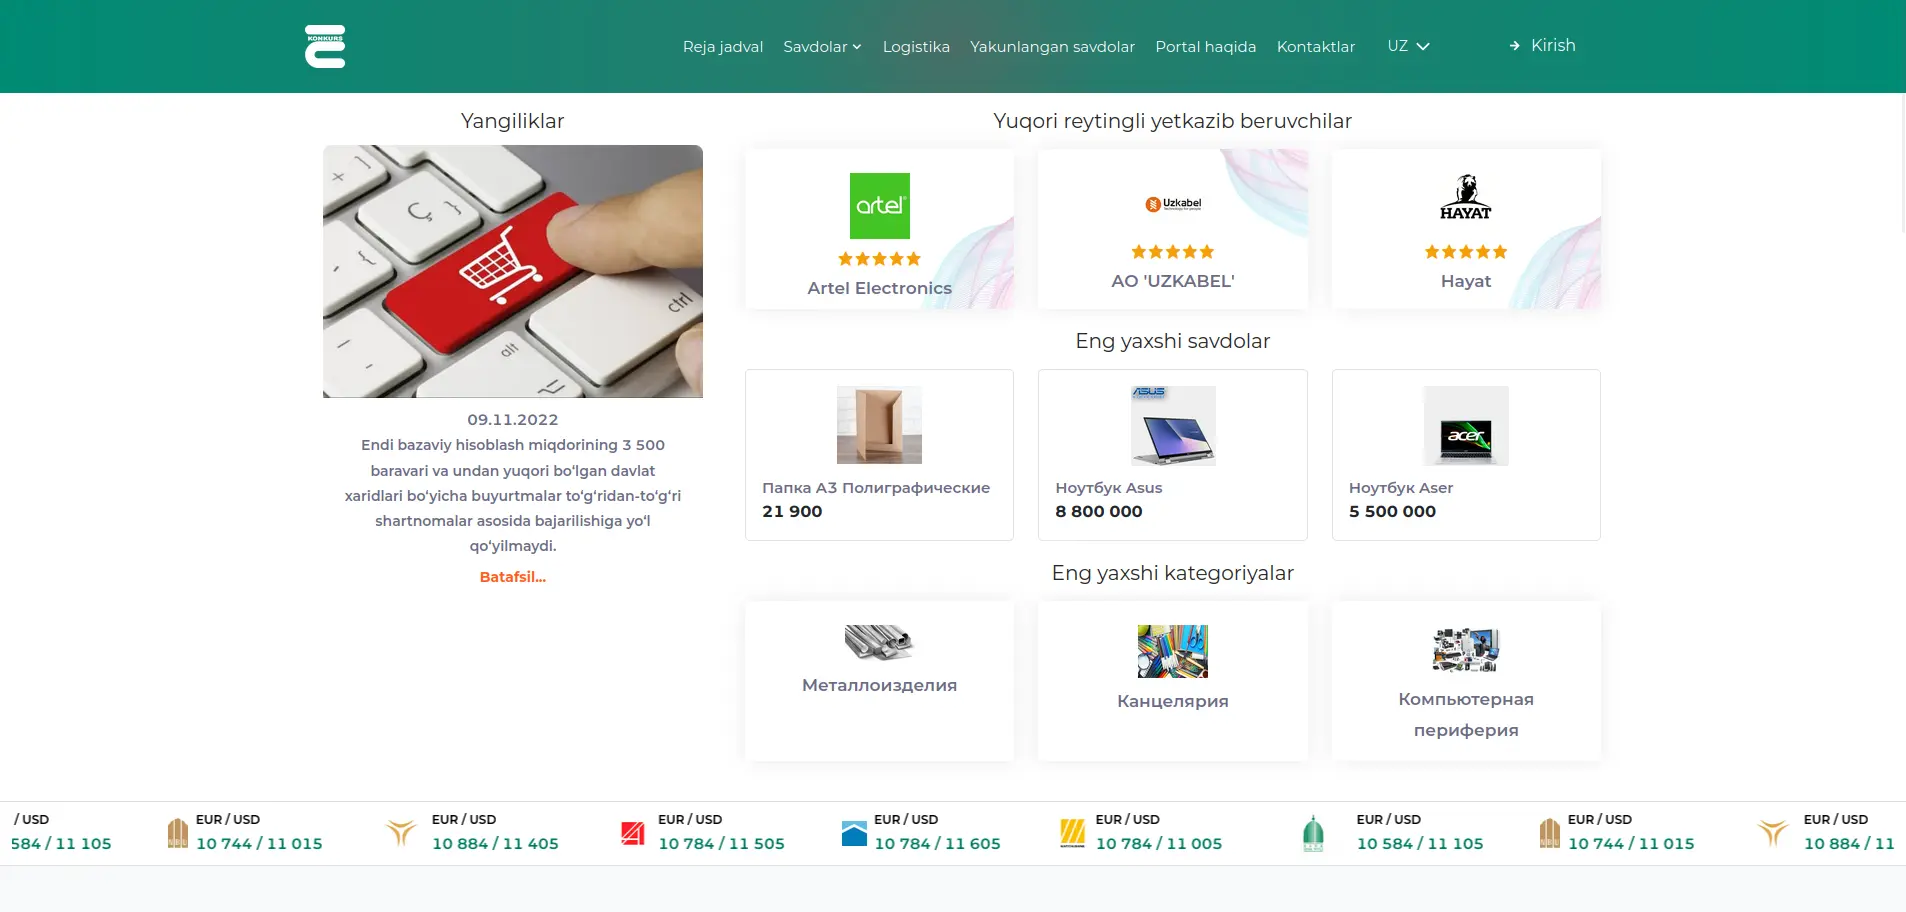 KONKURS
Reja jadval
Savdolar
Logistika
Yakunlangan savdolar
Portal haqida
Kontaktlar
UZ
Kirish
Yangiliklar
ctrl
alt
09.11.2022
Endi bazaviy hisoblash miqdorining 3 500
baravari va undan yuqori bo‘lgan davlat
xaridlari bo‘yicha buyurtmalar to‘g‘ridan-to‘g‘ri
shartnomalar asosida bajarilishiga yo‘l
qo‘yilmaydi.
Batafsil...
Yuqori reytingli yetkazib beruvchilar
artel
Artel Electronics
Uzkabel
АО 'UZKABEL'
HAYAT
Hayat
Eng yaxshi savdolar
Папка А3 Полиграфические
21 900
ASUS
Ноутбук Asus
8 800 000
acer
Ноутбук Aser
5 500 000
Eng yaxshi kategoriyalar
Металлоизделия
Канцелярия
Компьютерная
периферия
/ USD
584 / 11 105
NBU
EUR / USD
10 744 / 11 015
EUR / USD
10 884 / 11 405
EUR / USD
10 784 / 11 505
EUR / USD
10 784 / 11 605
EUR / USD
10 784 / 11 005
EUR / USD
10 584 / 11 105
NBU
EUR / USD
10 744 / 11 015
EUR / USD
10 884 / 11